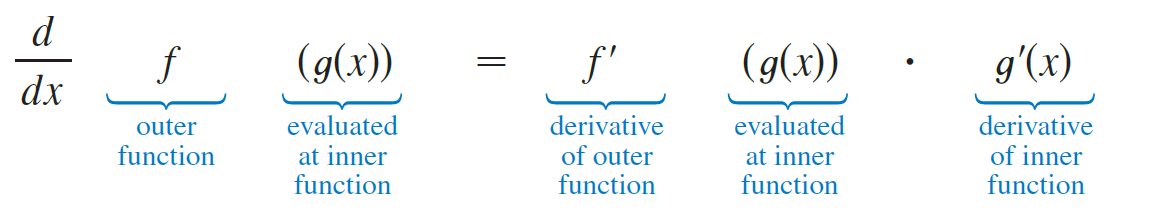 d/dx f (g(x)) = f′ (g(x)) · g′(x)
outer evaluated derivative evaluated derivative
function at inner of outer at inner of inner
function function function function